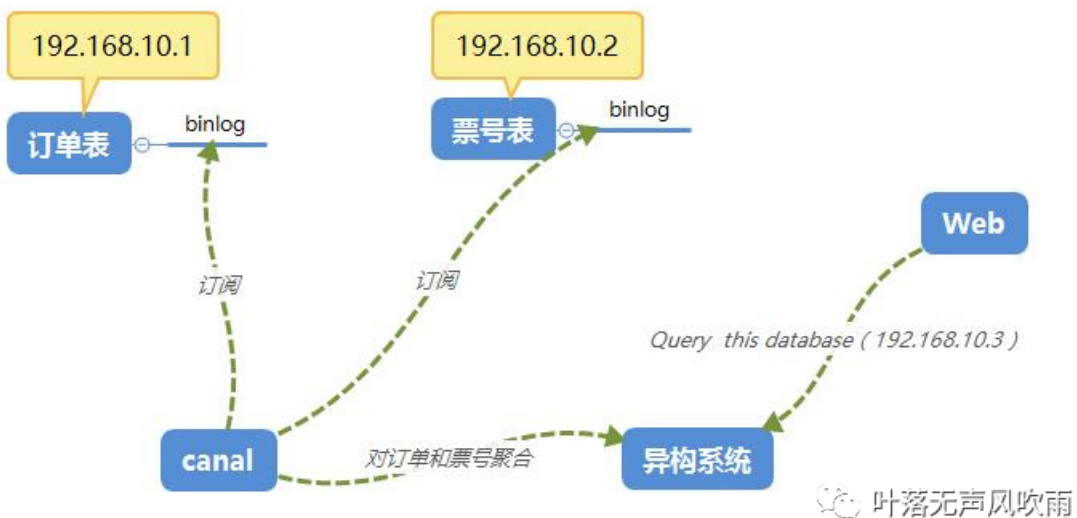 192.168.10.1
192.168.10.2
订单表
binlog
票号表
binlog
Web
订阅
订阅
Query this database ( 192.168.10.3 )
canal
对订单和票号聚合
异构系统
叶落无声风吹雨